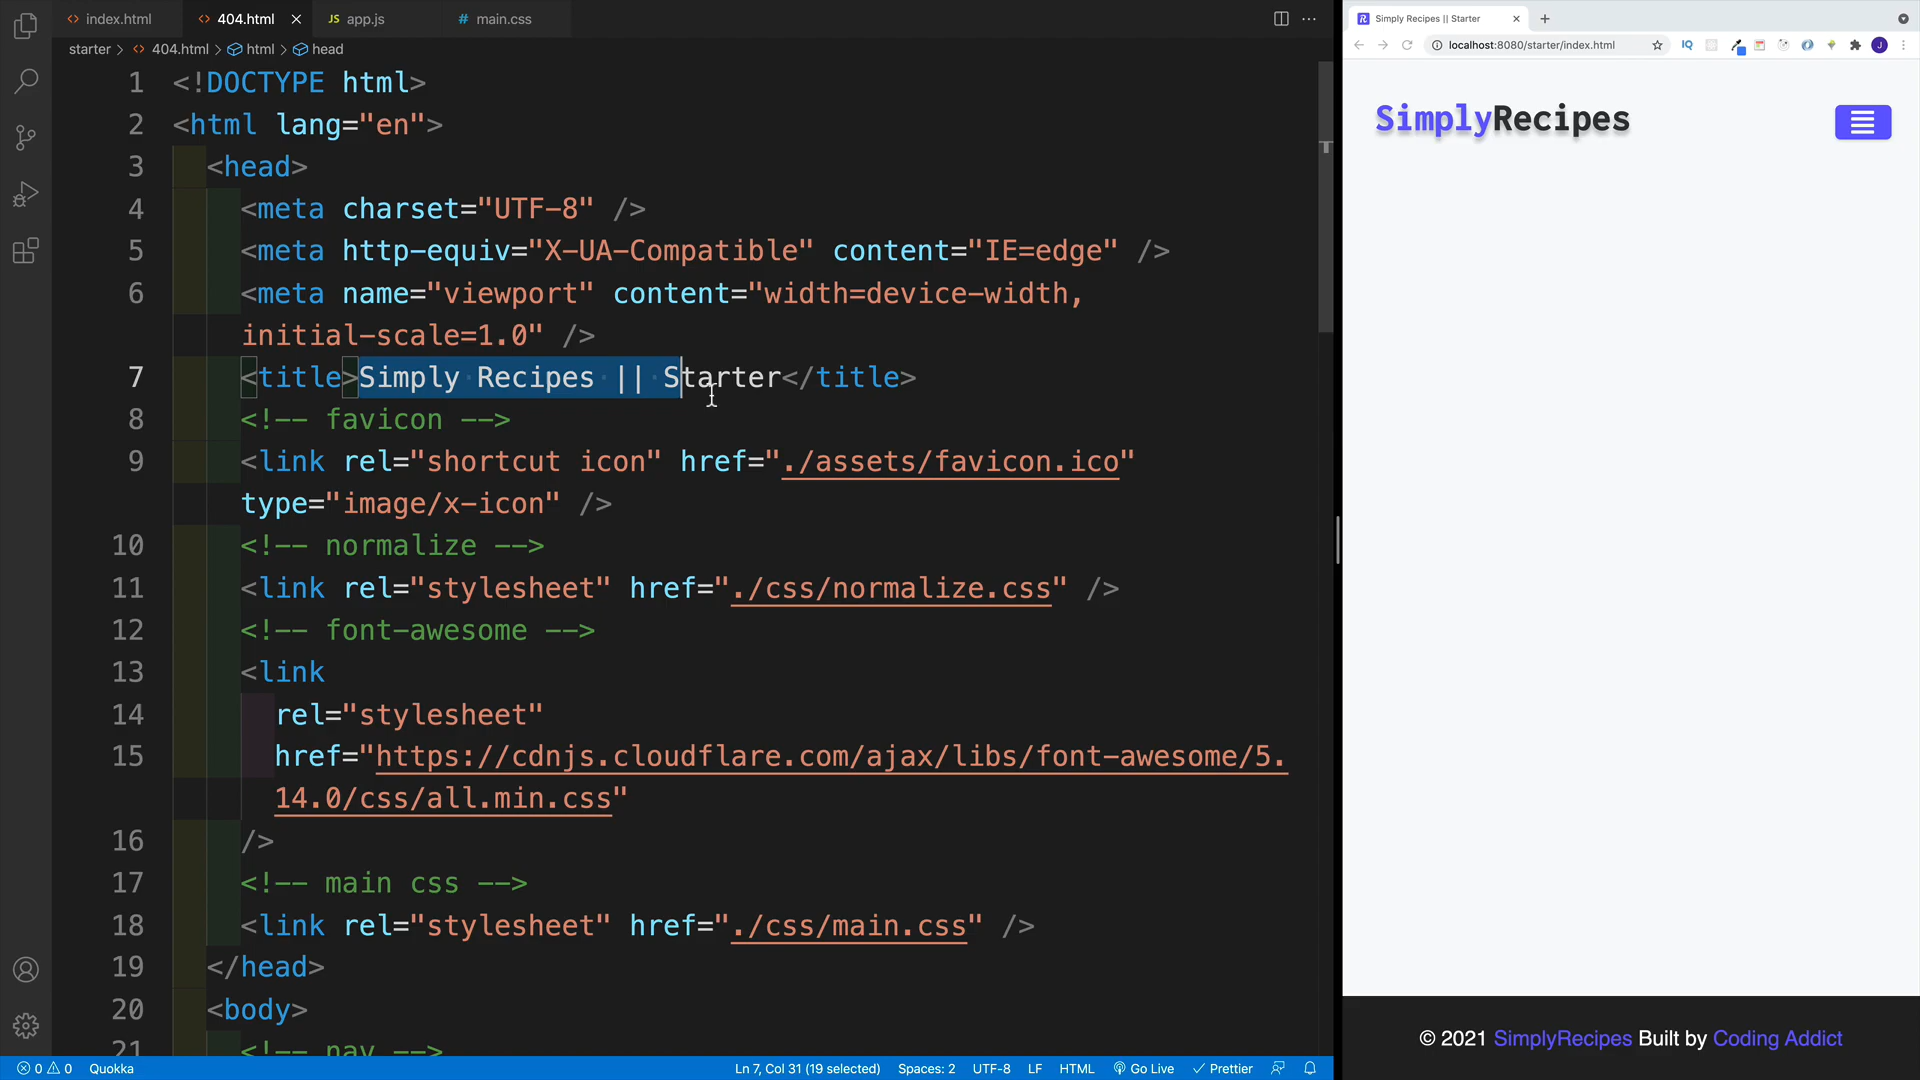 index.html
404.html
JS app.js
# main.css
starter > 404.html > html > head
1 <!DOCTYPE html>
2 <html lang="en">
3 <head>
4 <meta charset="UTF-8" />
5 <meta http-equiv="X-UA-Compatible" content="IE=edge" />
6 <meta name="viewport" content="width=device-width,
initial-scale=1.0" />
7 <title>Simply Recipes || Starter</title>
8 <!-- favicon -->
9 <link rel="shortcut icon" href="./assets/favicon.ico"
type="image/x-icon" />
10 <!-- normalize -->
11 <link rel="stylesheet" href="./css/normalize.css" />
12 <!-- font-awesome -->
13 <link
14 rel="stylesheet"
15 href="https://cdnjs.cloudflare.com/ajax/libs/font-awesome/5.
14.0/css/all.min.css"
16 />
17 <!-- main css -->
18 <link rel="stylesheet" href="./css/main.css" />
19 </head>
20 <body>
21 <!-- nav -->
0 0 Quokka Ln 7, Col 31 (19 selected) Spaces: 2 UTF-8 LF HTML Go Live Prettier
Simply Recipes || Starter
localhost:8080/starter/index.html IQ J
SimplyRecipes
© 2021 SimplyRecipes Built by Coding Addict